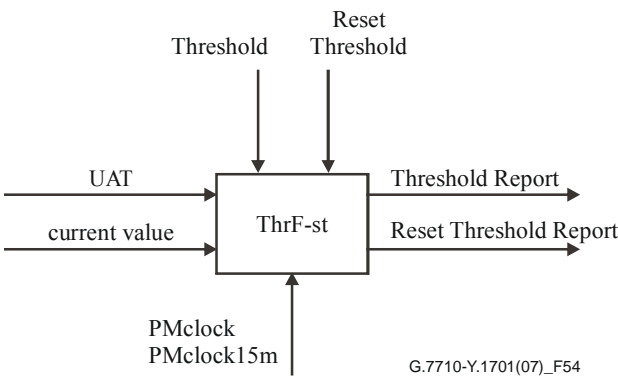 Reset
Threshold
Threshold
UAT
Threshold Report
ThrF-st
current value
Reset Threshold Report
PMclock
PMclock15m
G.7710-Y.1701(07)_F54